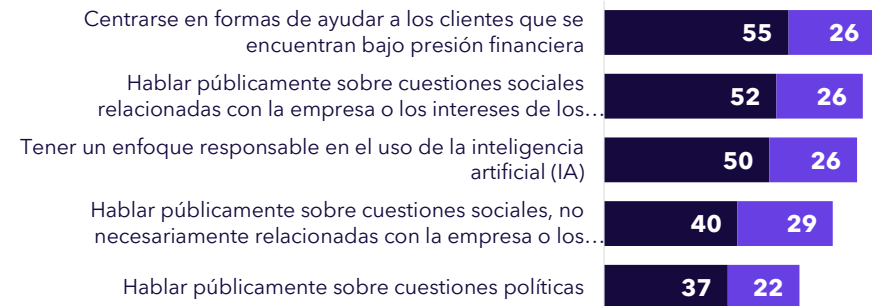 Centrarse en formas de ayudar a los clientes que se
encuentran bajo presión financiera
55 26
Hablar públicamente sobre cuestiones sociales
relacionadas con la empresa o los intereses de los…
52 26
Tener un enfoque responsable en el uso de la inteligencia
artificial (IA)
50 26
Hablar públicamente sobre cuestiones sociales, no
necesariamente relacionadas con la empresa o los…
40 29
Hablar públicamente sobre cuestiones políticas
37 22